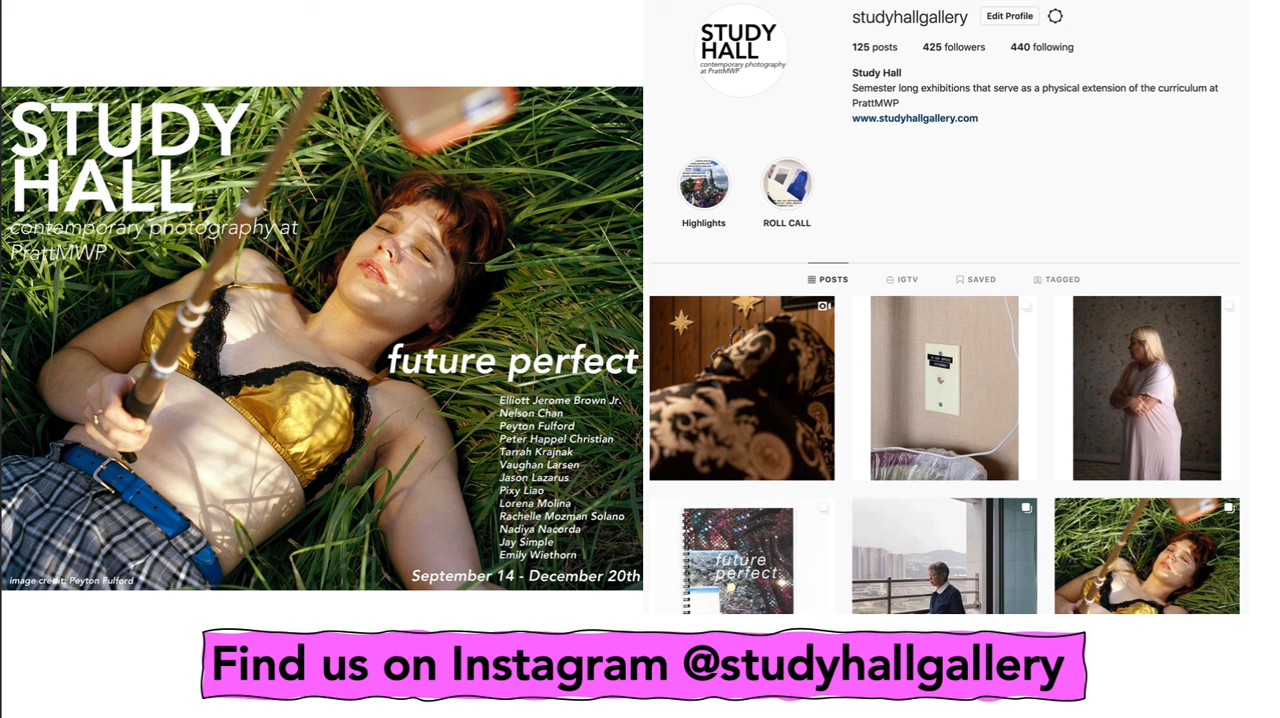 STUDY
HALL
contemporary photography at
PrattMWP
future perfect
Elliott Jerome Brown Jr.
Nelson Chan
Peyton Fulford
Peter Happel Christian
Tarrah Krajnak
Vaughan Larsen
Jason Lazarus
Pixy Liao
Lorena Molina
Rachelle Mozman Solano
Nadiya Nacorda
Jay Simple
Emily Wiethorn
September 14 - December 20th
image credit: Peyton Fulford
STUDY
HALL
contemporary photography
at PrattMWP
studyhallgallery Edit Profile
125 posts 425 followers 440 following
Study Hall
Semester long exhibitions that serve as a physical extension of the curriculum at
PrattMWP
www.studyhallgallery.com
Highlights ROLL CALL
POSTS IGTV SAVED TAGGED
future
perfect
Find us on Instagram @studyhallgallery